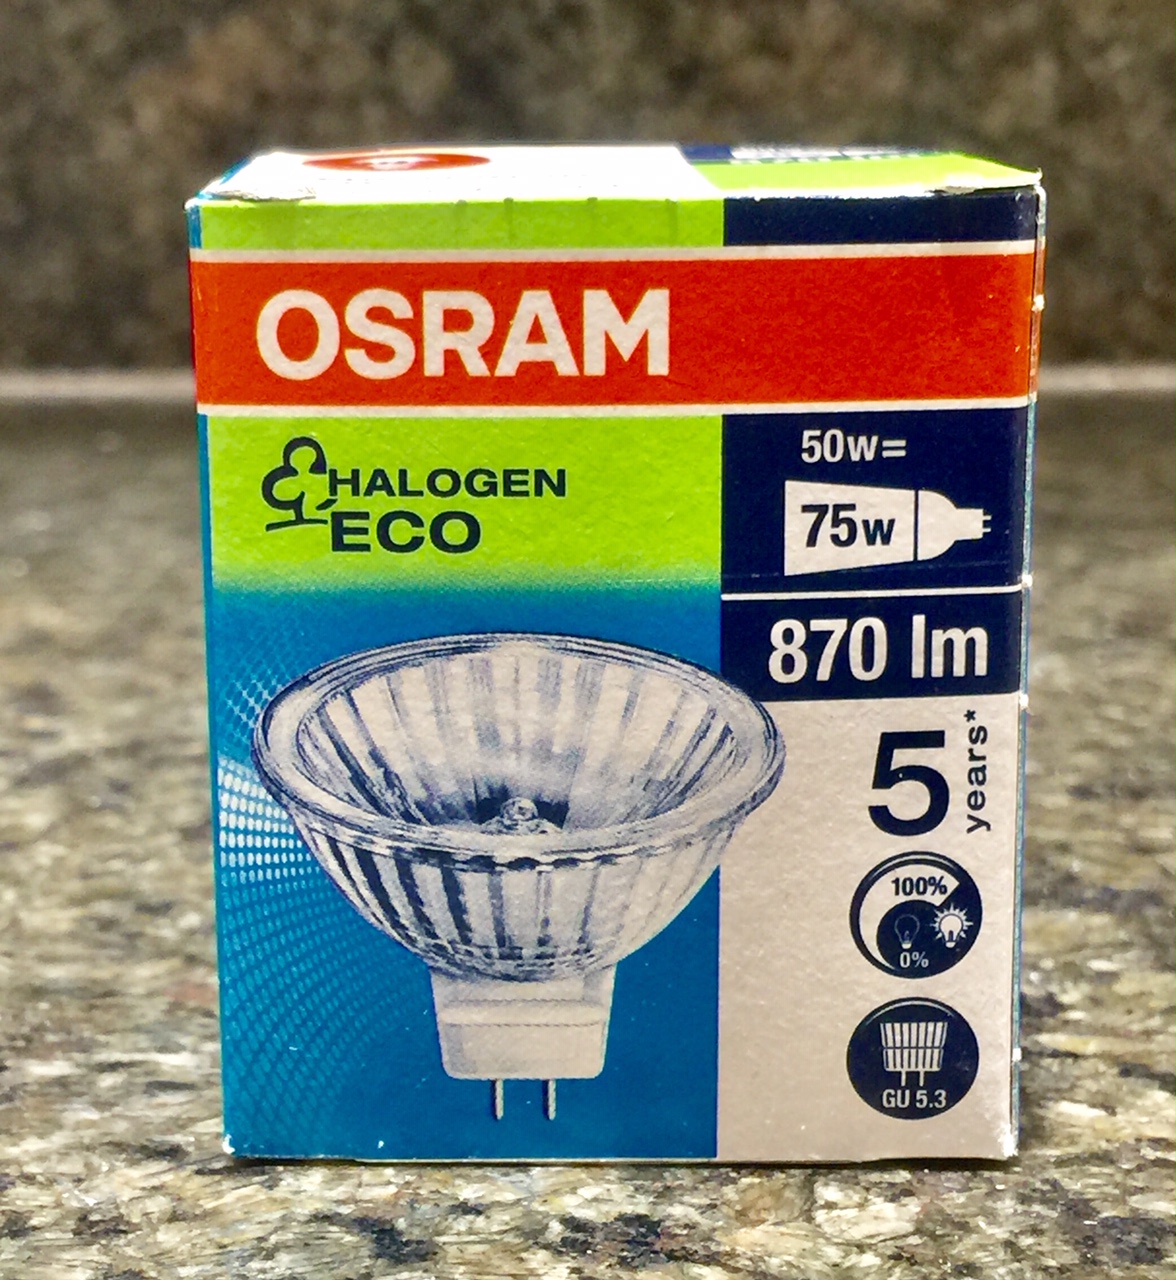 OSRAM
HALOGEN
ECO
50w=
75w
870 lm
5
years*
100%
0%
GU 5.3